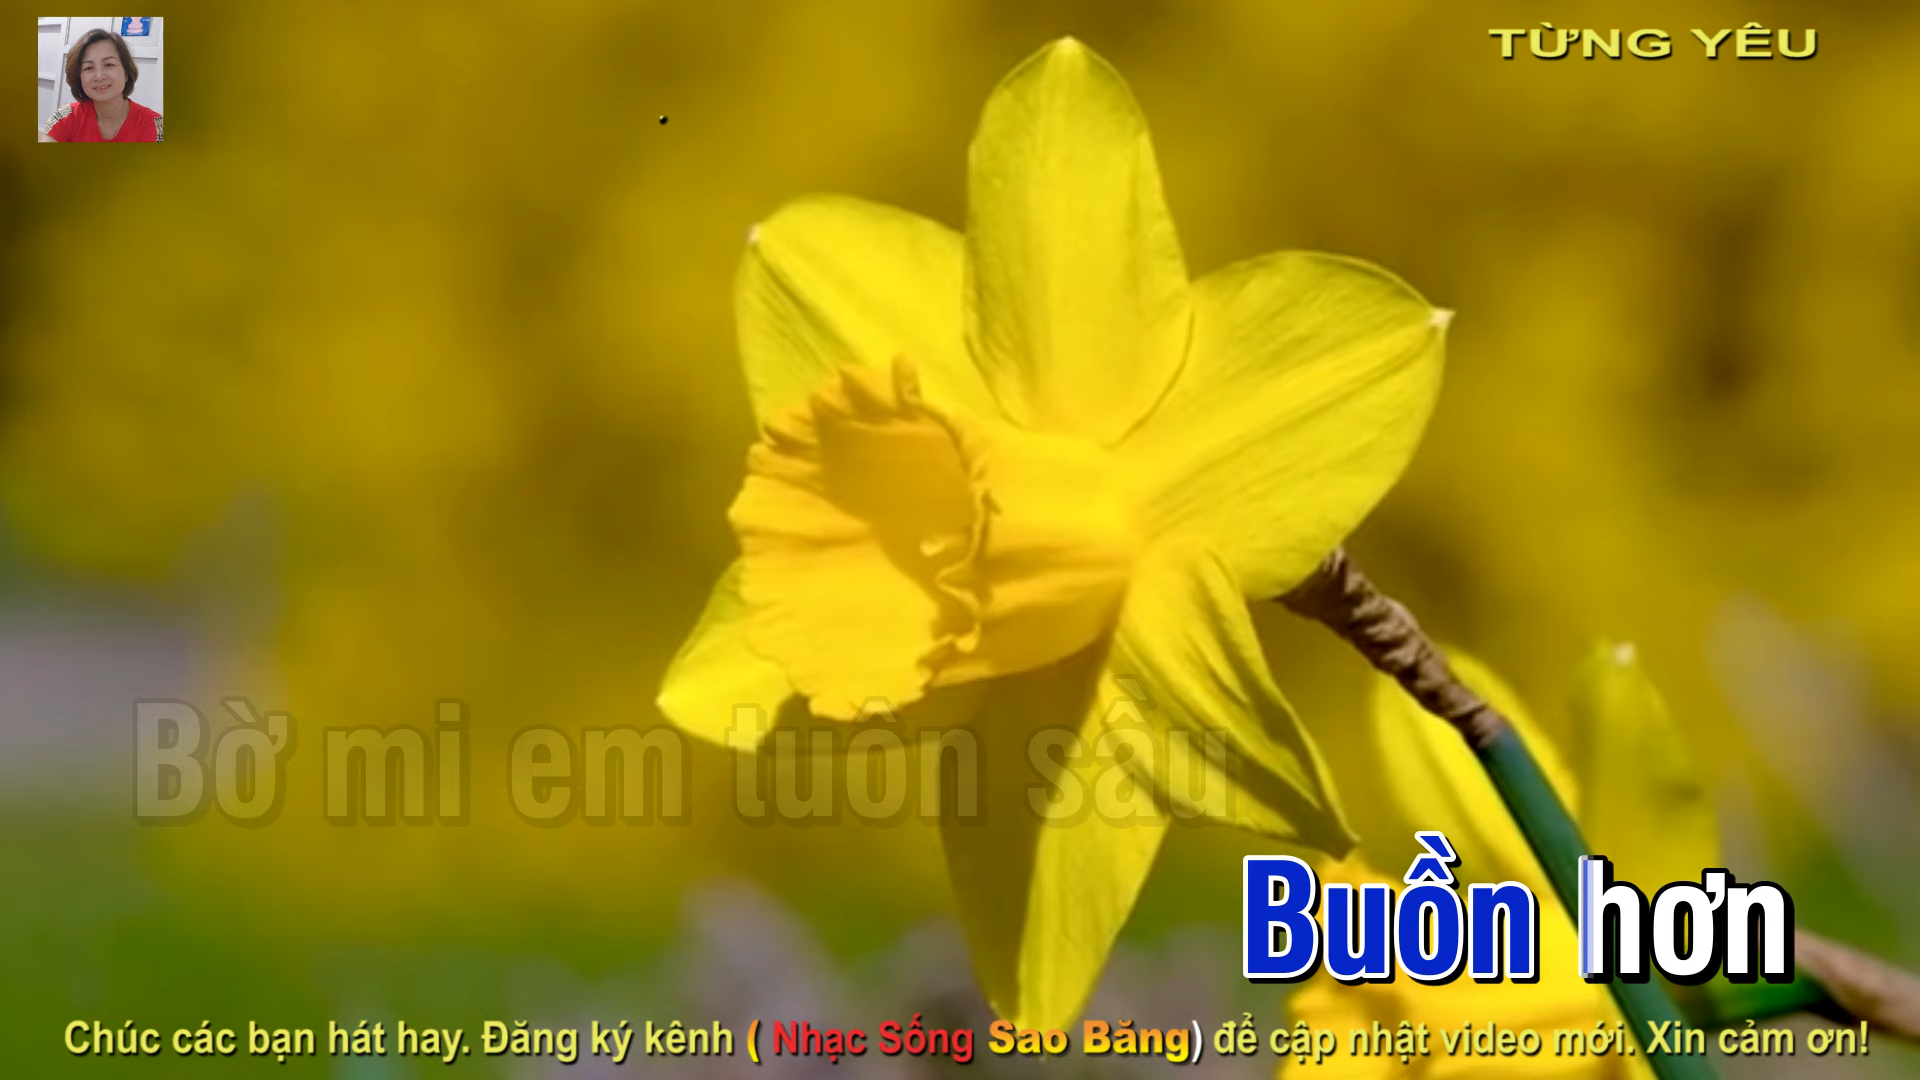 TỪNG YÊU
Bờ mi em tuôn sầu
Buồn hơn
Chúc các bạn hát hay. Đăng ký kênh ( Nhạc Sống Sao Băng) để cập nhật video mới. Xin cảm ơn!